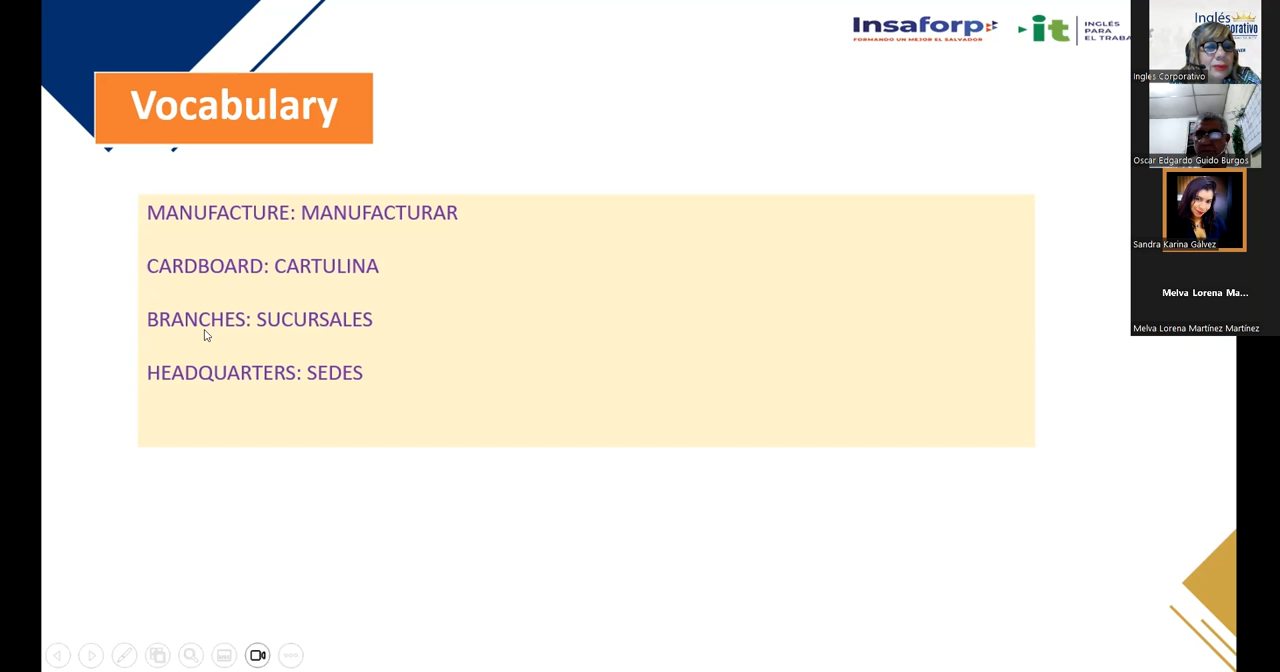 Insaforp
FORMANDO UN MEJOR EL SALVADOR
it
INGLÉS
PARA
EL TRABA
Vocabulary
MANUFACTURE: MANUFACTURAR
CARDBOARD: CARTULINA
BRANCHES: SUCURSALES
HEADQUARTERS: SEDES
Inglés
porativo
Ingles Corporativo
Oscar Edgardo Guido Burgos
Sandra Karina Gálvez
Melva Lorena Ma...
Melva Lorena Martínez Martínez